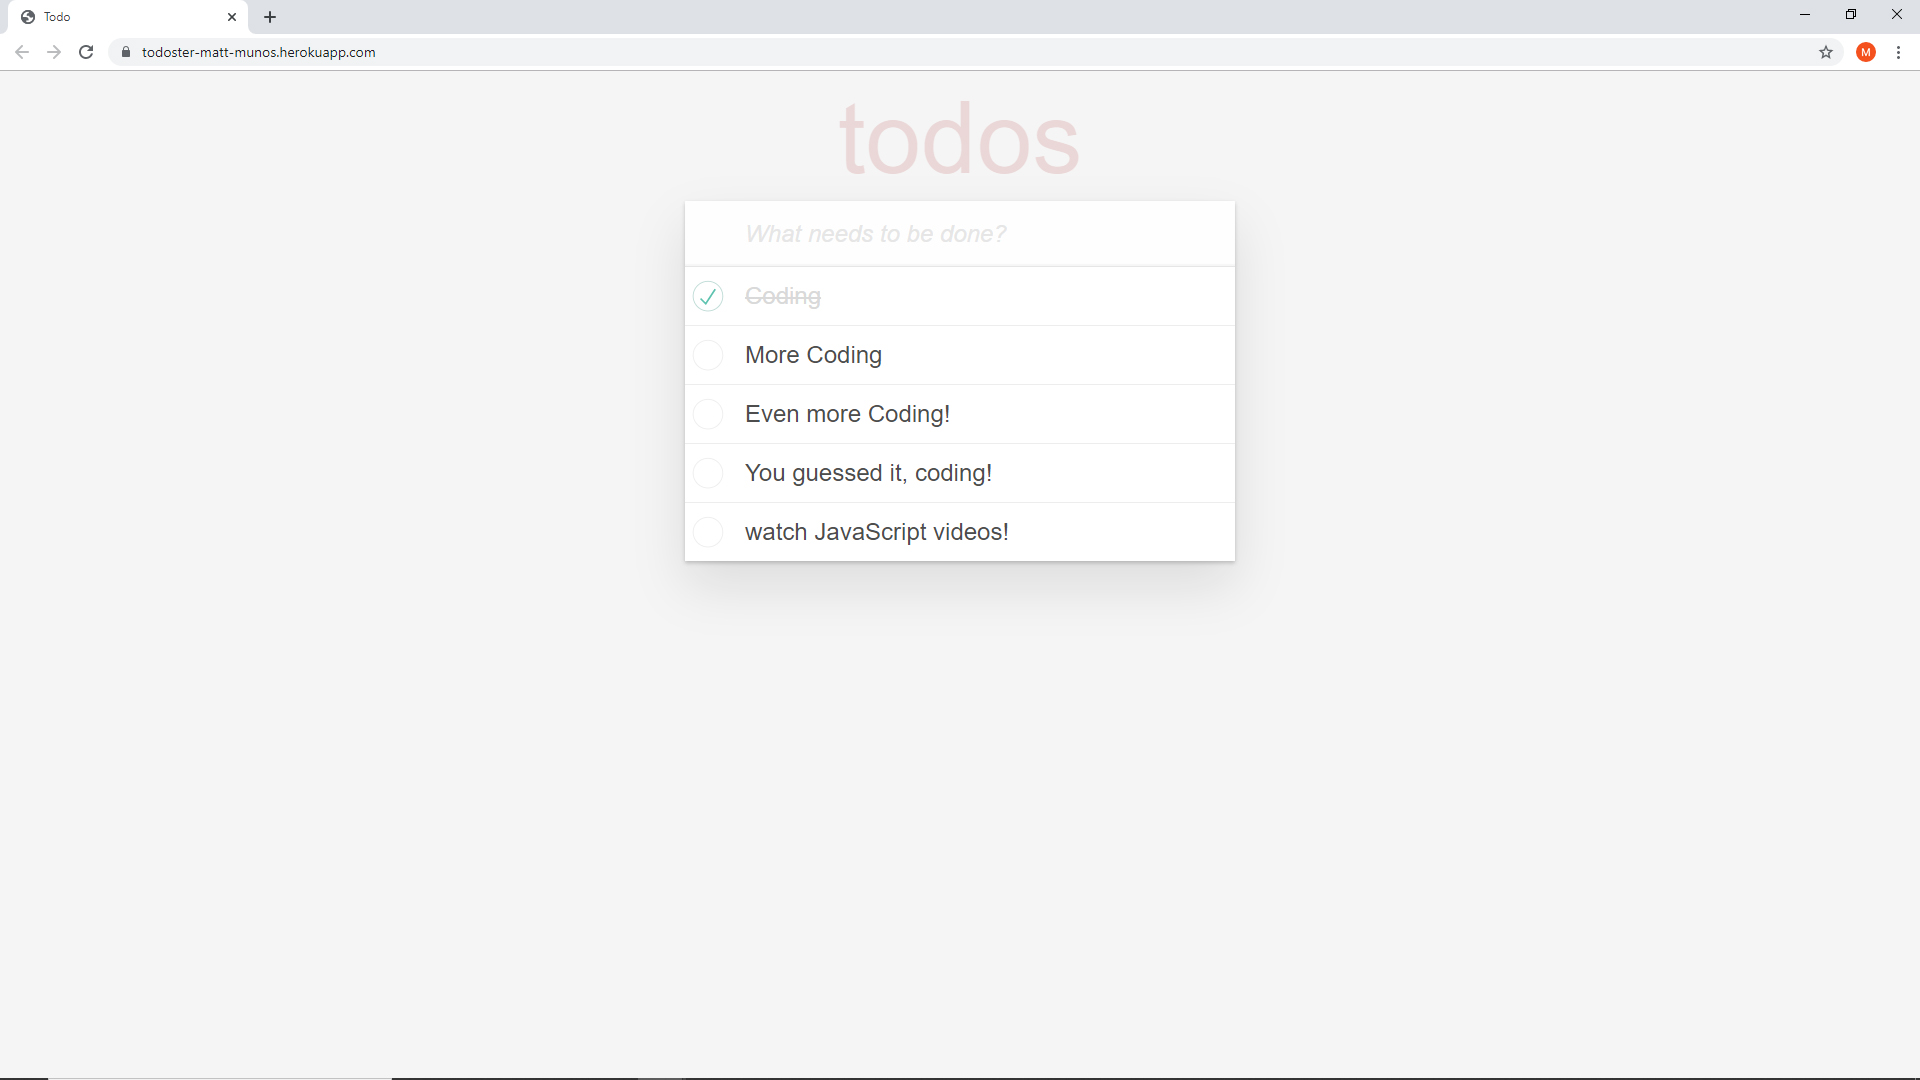 Todo
todoster-matt-munos.herokuapp.com
M
todos
What needs to be done?
Coding
More Coding
Even more Coding!
You guessed it, coding!
watch JavaScript videos!